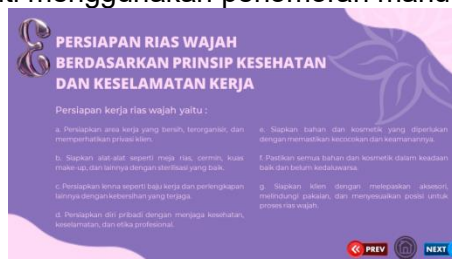 menggunakan penomoran
PERSIAPAN RIAS WAJAH
BERDASARKAN PRINSIP KESEHATAN
DAN KESELAMATAN KERJA
Persiapan kerja rias wajah yaitu :
a. Persiapkan area kerja yang bersih, terorganisir, dan
memperhatikan privasi klien.
b. Siapkan alat-alat seperti meja rias, cermin, kuas
make-up, dan lainnya dengan sterilisasi yang baik.
c. Persiapkan lenna seperti baju kerja dan perlengkapan
lainnya dengan kebersihan yang terjaga.
d. Persiapkan diri pribadi dengan menjaga kesehatan,
keselamatan, dan etika profesional.
e. Siapkan bahan dan kosmetik yang diperlukan
dengan memastikan kecocokan dan keamanannya.
f. Pastikan semua bahan dan kosmetik dalam keadaan
baik dan belum kedaluwarsa.
g. Siapkan klien dengan melepaskan aksesori,
melindungi pakaian, dan menyesuaikan posisi untuk
proses rias wajah.
PREV
NEXT